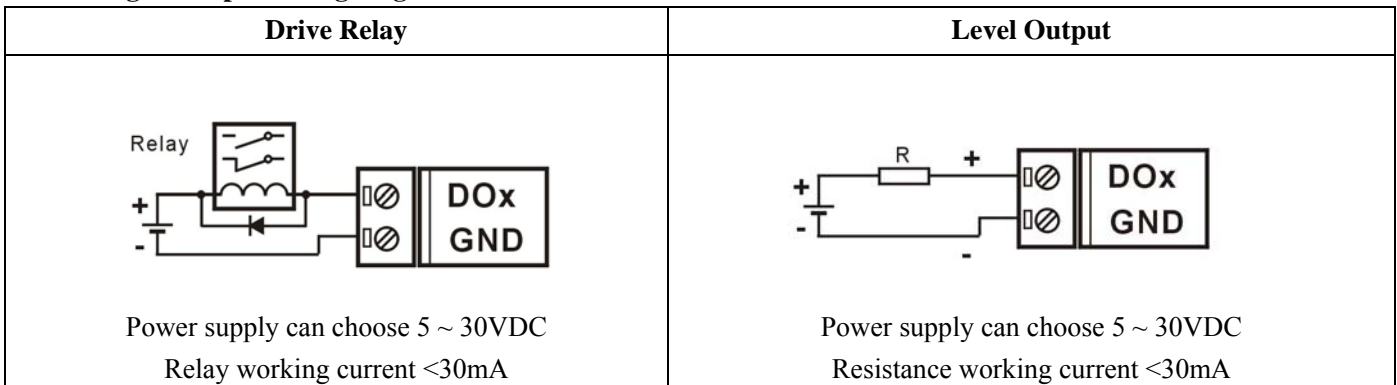 Drive Relay
Level Output
Relay
+
-
DOx
GND
R
+
+
-
-
DOx
GND
Power supply can choose 5 ~ 30VDC
Relay working current <30mA
Power supply can choose 5 ~ 30VDC
Resistance working current <30mA